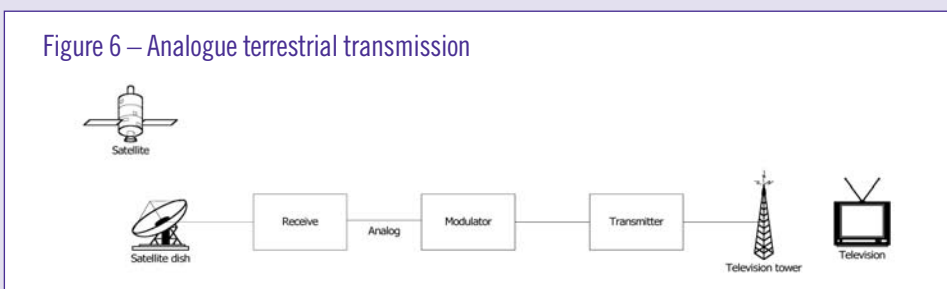 Figure 6 – Analogue terrestrial transmission
Satellite
Receive
Analog
Modulator
Transmitter
Satellite dish
Television tower
Television